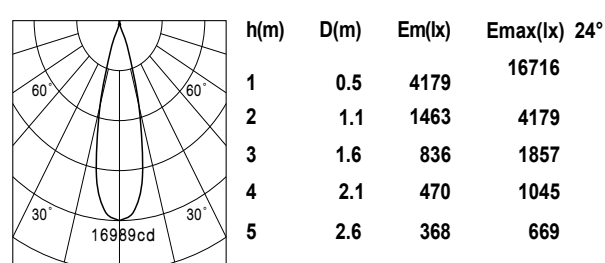 h(m) D(m) Em(lx) Emax(lx) 24°
1 0.5 4179 16716
2 1.1 1463 4179
3 1.6 836 1857
4 2.1 470 1045
5 2.6 368 669
60° 60°
30° 30°
16989cd